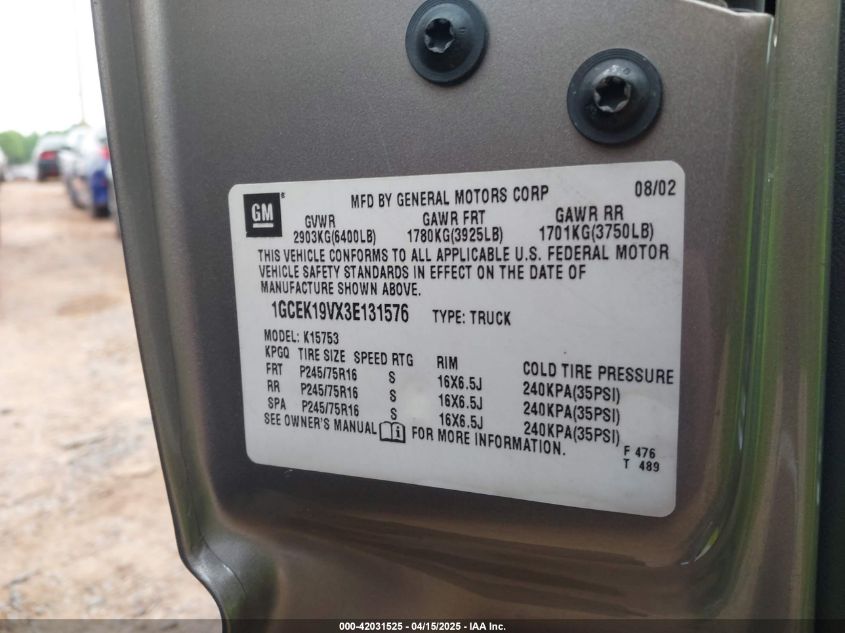 GM ® MFD BY GENERAL MOTORS CORP 08/02
GVWR GAWR FRT GAWR RR
2903KG(6400LB) 1780KG(3925LB) 1701KG(3750LB)
THIS VEHICLE CONFORMS TO ALL APPLICABLE U.S. FEDERAL MOTOR
VEHICLE SAFETY STANDARDS IN EFFECT ON THE DATE OF
MANUFACTURE SHOWN ABOVE.
1GCEK19VX3E131576 TYPE: TRUCK
MODEL: K15753
KPGQ TIRE SIZE SPEED RTG RIM COLD TIRE PRESSURE
FRT P245/75R16 S 16X6.5J 240KPA(35PSI)
RR P245/75R16 S 16X6.5J 240KPA(35PSI)
SPA P245/75R16 S 16X6.5J 240KPA(35PSI)
SEE OWNER'S MANUAL i FOR MORE INFORMATION.
F 476
T 489
000-42031525 - 04/15/2025 - IAA Inc.